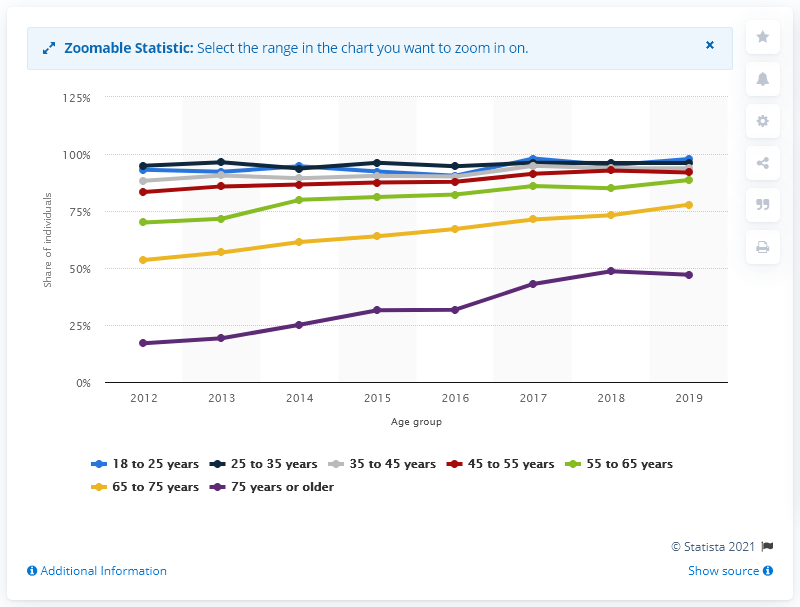 Zoomable Statistic: Select the range in the chart you want to zoom in on.
×
125%
100%
75%
50%
25%
0%
Share of individuals
2012 2013 2014 2015 2016 2017 2018 2019
Age group
18 to 25 years 25 to 35 years 35 to 45 years 45 to 55 years 55 to 65 years
65 to 75 years 75 years or older
© Statista 2021
Additional Information
Show source